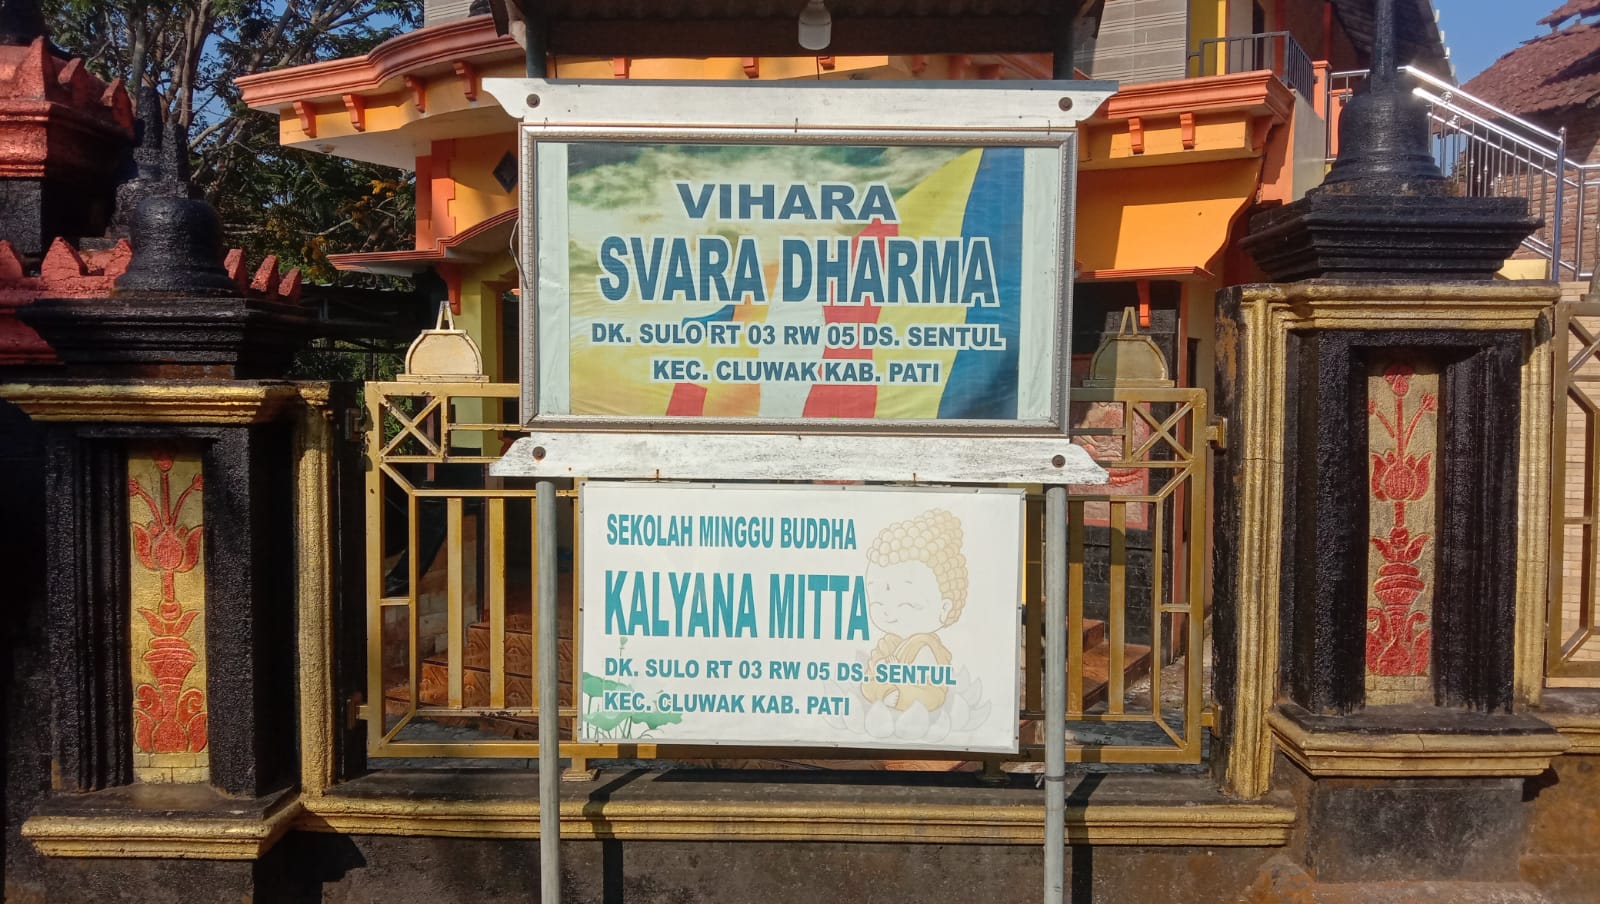 VIHARA
SVARA DHARMA
DK. SULO RT 03 RW 05 DS. SENTUL
KEC. CLUWAK KAB. PATI
SEKOLAH MINGGU BUDDHA
KALYANA MITTA
DK. SULO RT 03 RW 05 DS. SENTUL
KEC. CLUWAK KAB. PATI